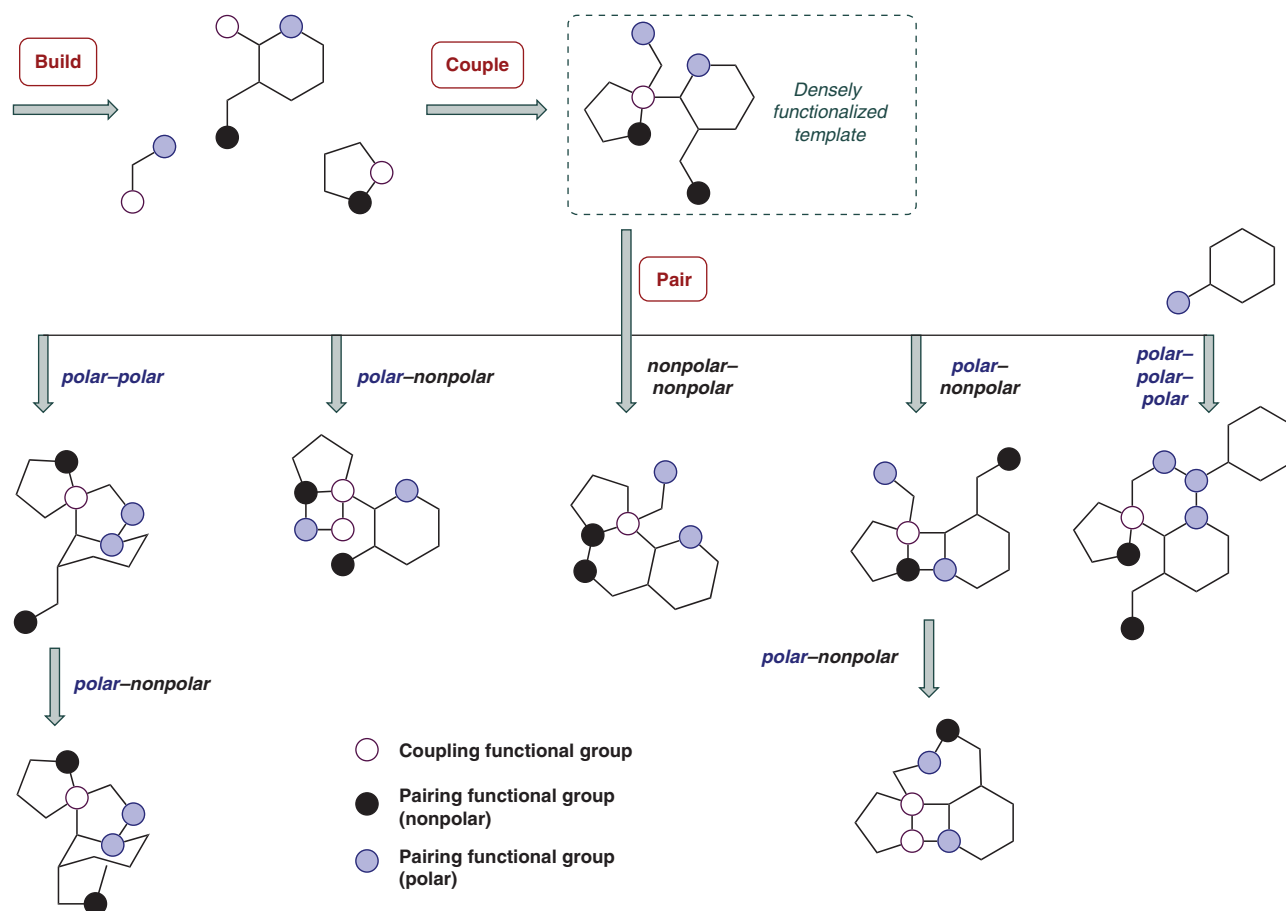 Build
Couple
Densely
functionalized
template
Pair
polar–polar
polar–nonpolar
nonpolar–
nonpolar
polar–
nonpolar
polar–
polar–
polar
polar–nonpolar
polar–nonpolar
Coupling functional group
Pairing functional group
(nonpolar)
Pairing functional group
(polar)